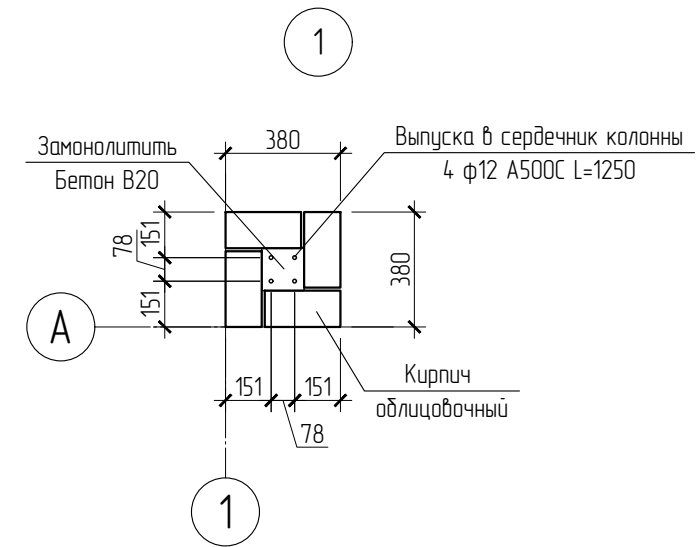 1
Замонолитить
Бетон В20
380
Выпуска в сердечник колонны
4 ф12 А500С L=1250
151
78
151
380
А
151
151
78
Кирпич
облицовочный
1